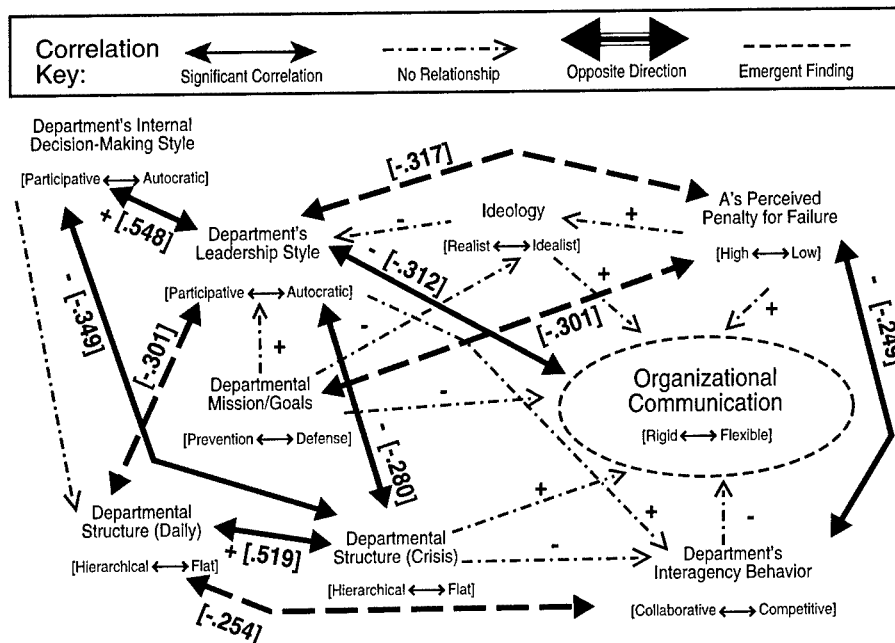 Correlation
Key:
Significant Correlation
No Relationship
Opposite Direction
Emergent Finding
Department's Internal
Decision-Making Style
[Participative ⟷ Autocratic]
+ [.548]
Department's
Leadership Style
[Participative ⟷ Autocratic]
[-.317]
Ideology
[Realist ⟷ Idealist]
A's Perceived
Penalty for Failure
[High ⟷ Low]
-
+
- [-.312]
+
+
- [-.349]
[-.301]
+
-
[-.301]
- [-.249]
Departmental
Mission/Goals
[Prevention ⟷ Defense]
-
Organizational
Communication
[Rigid ⟷ Flexible]
- [-.280]
+
+
-
Departmental
Structure (Daily)
[Hierarchical ⟷ Flat]
+ [.519]
Departmental
Structure (Crisis)
[Hierarchical ⟷ Flat]
-
Department's
Interagency Behavior
[Collaborative ⟷ Competitive]
[-.254]